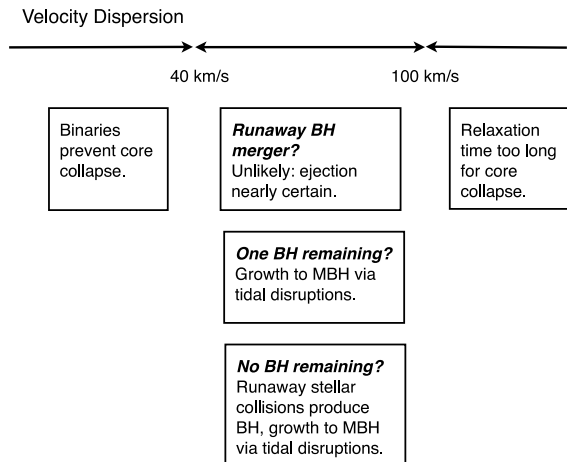 Velocity Dispersion
40 km/s
100 km/s
Binaries
prevent core
collapse.
Runaway BH
merger?
Unlikely: ejection
nearly certain.
Relaxation
time too long
for core
collapse.
One BH remaining?
Growth to MBH via
tidal disruptions.
No BH remaining?
Runaway stellar
collisions produce
BH, growth to MBH
via tidal disruptions.